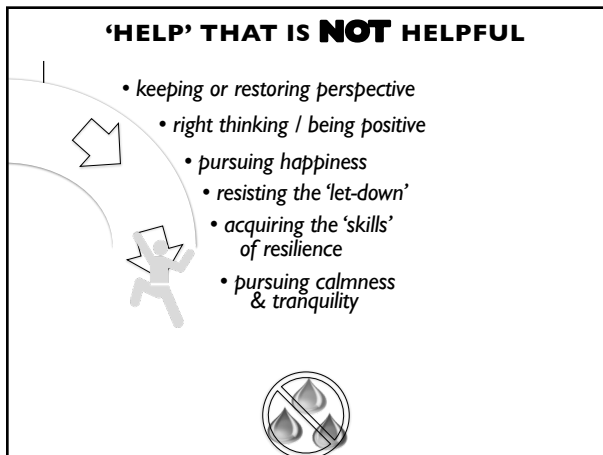 ‘HELP’ THAT IS NOT HELPFUL
• keeping or restoring perspective
• right thinking / being positive
• pursuing happiness
• resisting the ‘let-down’
• acquiring the ‘skills’
of resilience
• pursuing calmness
& tranquility